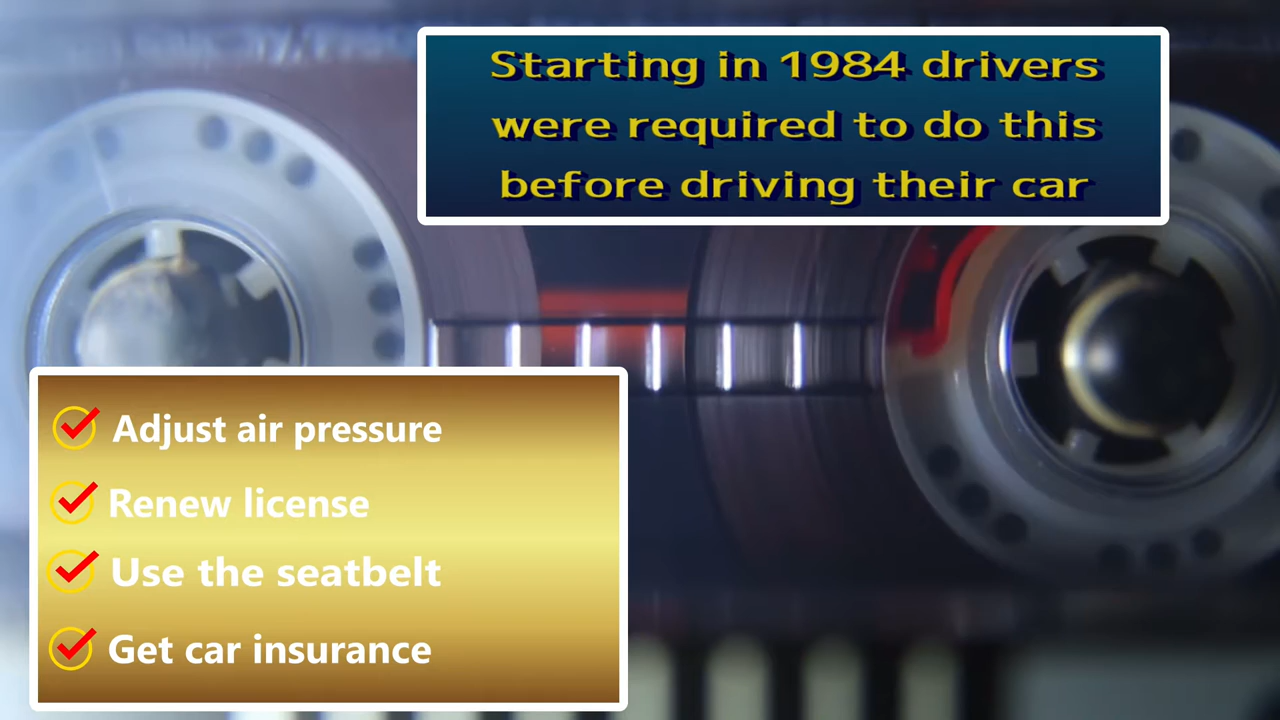 Starting in 1984 drivers
were required to do this
before driving their car
Adjust air pressure
Renew license
Use the seatbelt
Get car insurance